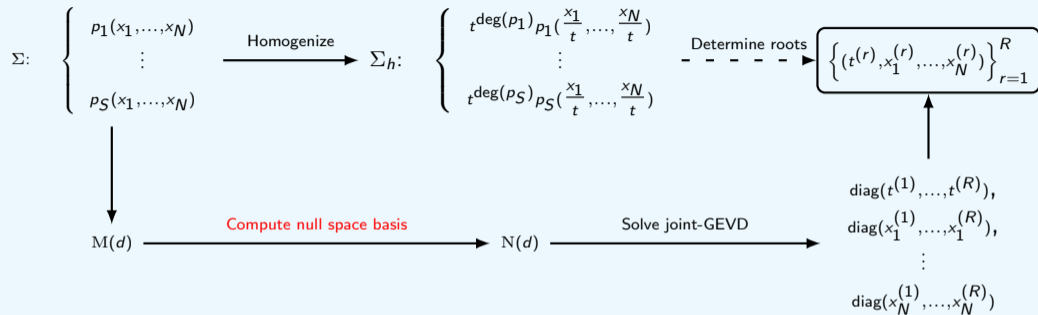 Σ: { p₁(x₁,...,xN) ⋮ pS(x₁,...,xN)
Homogenize
Σh: { t^deg(p₁) p₁(x₁/t,...,xN/t) ⋮ t^deg(pS) pS(x₁/t,...,xN/t)
Determine roots
{(t^(r),x₁^(r),...,xN^(r))}_{r=1}^R
M(d)
Compute null space basis
N(d)
Solve joint-GEVD
diag(t^(1),...,t^(R)),
diag(x₁^(1),...,x₁^(R)),
⋮
diag(xN^(1),...,xN^(R))